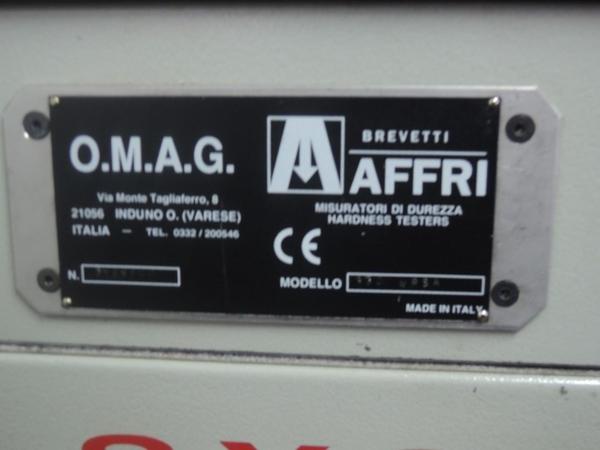 O.M.A.G.
Via Monte Tagliaferro, 8
21056 INDUNO O. (VARESE)
ITALIA — TEL. 0332/200546
N.
BREVETTI
AFFRI
MISURATORI DI DUREZZA
HARDNESS TESTERS
CE
MODELLO
MADE IN ITALY